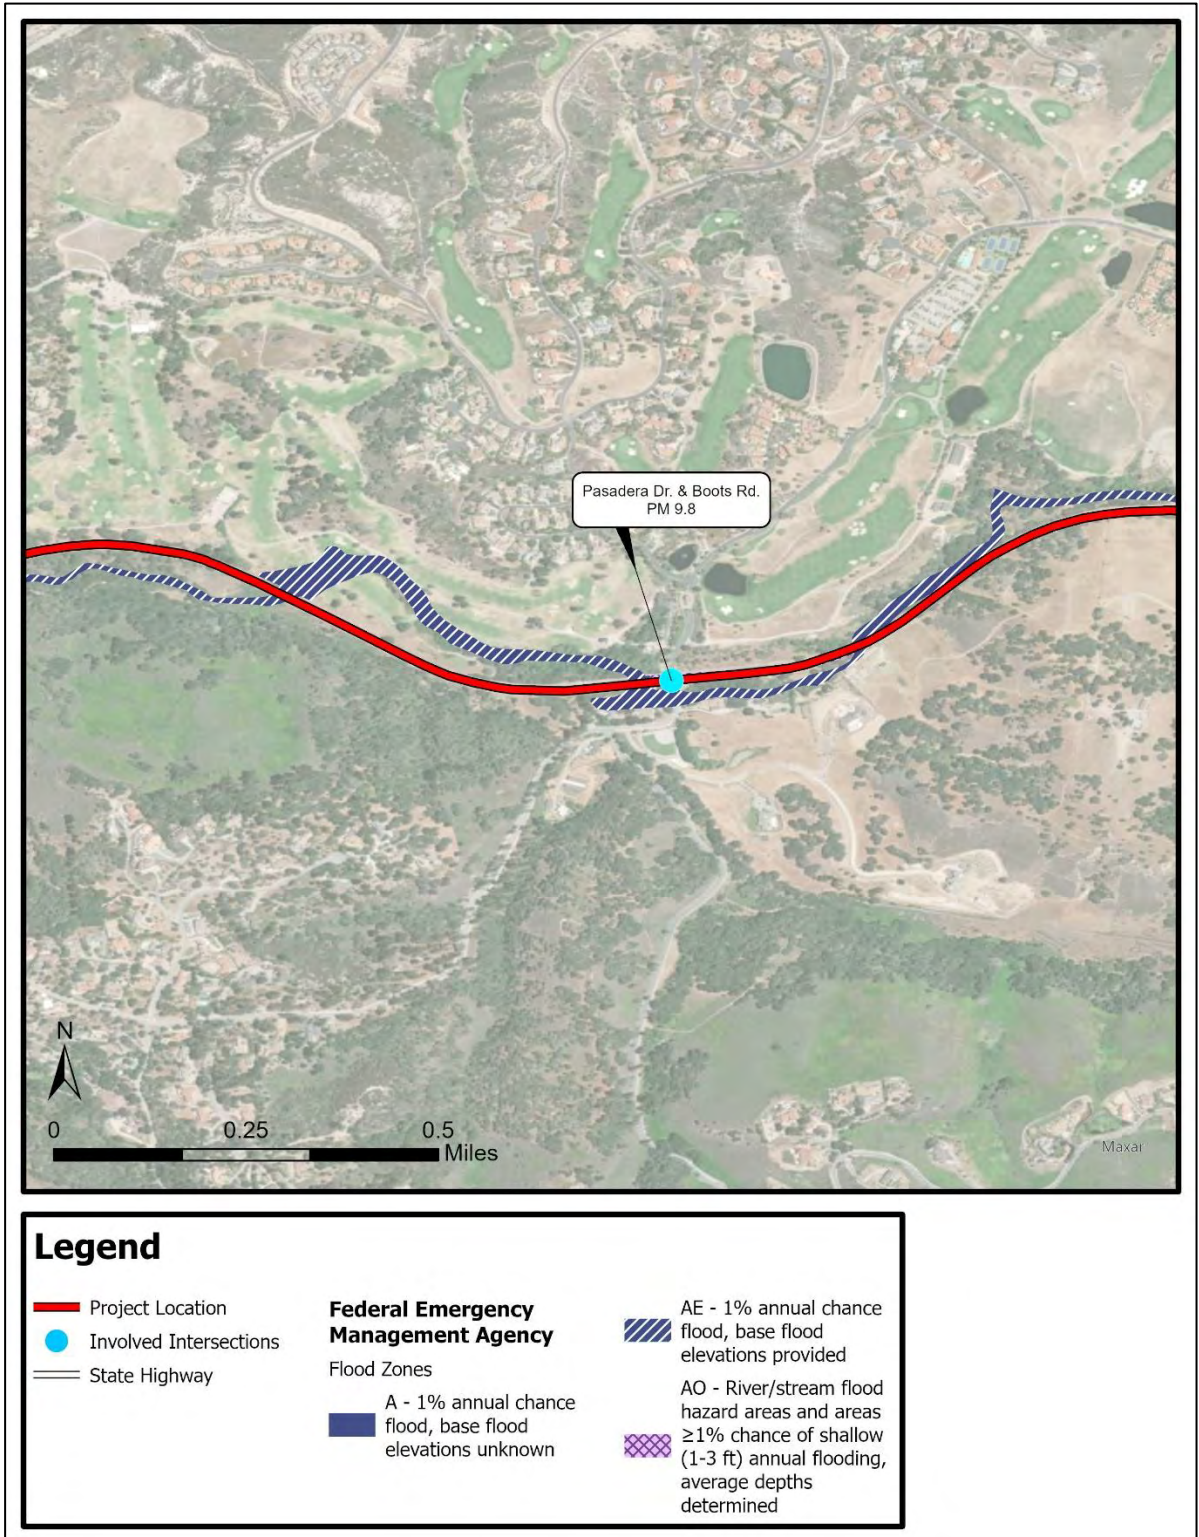 Pasadera Dr. & Boots Rd.
PM 9.8
N
0 0.25 0.5
Miles
Maxar
Legend
Project Location
Involved Intersections
State Highway
Federal Emergency
Management Agency
Flood Zones
A - 1% annual chance
flood, base flood
elevations unknown
AE - 1% annual chance
flood, base flood
elevations provided
AO - River/stream flood
hazard areas and areas
≥1% chance of shallow
(1-3 ft) annual flooding,
average depths
determined